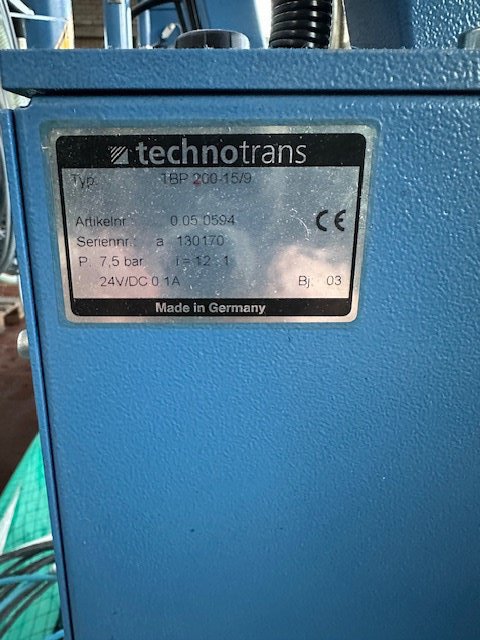 technotrans
Typ: TBP 200-15/9
Artikelnr.: 0.05.0594
Seriennr.: a 130170
P: 7,5 bar i = 12 : 1
24V/DC 0.1A Bj.: 03
CE
Made in Germany